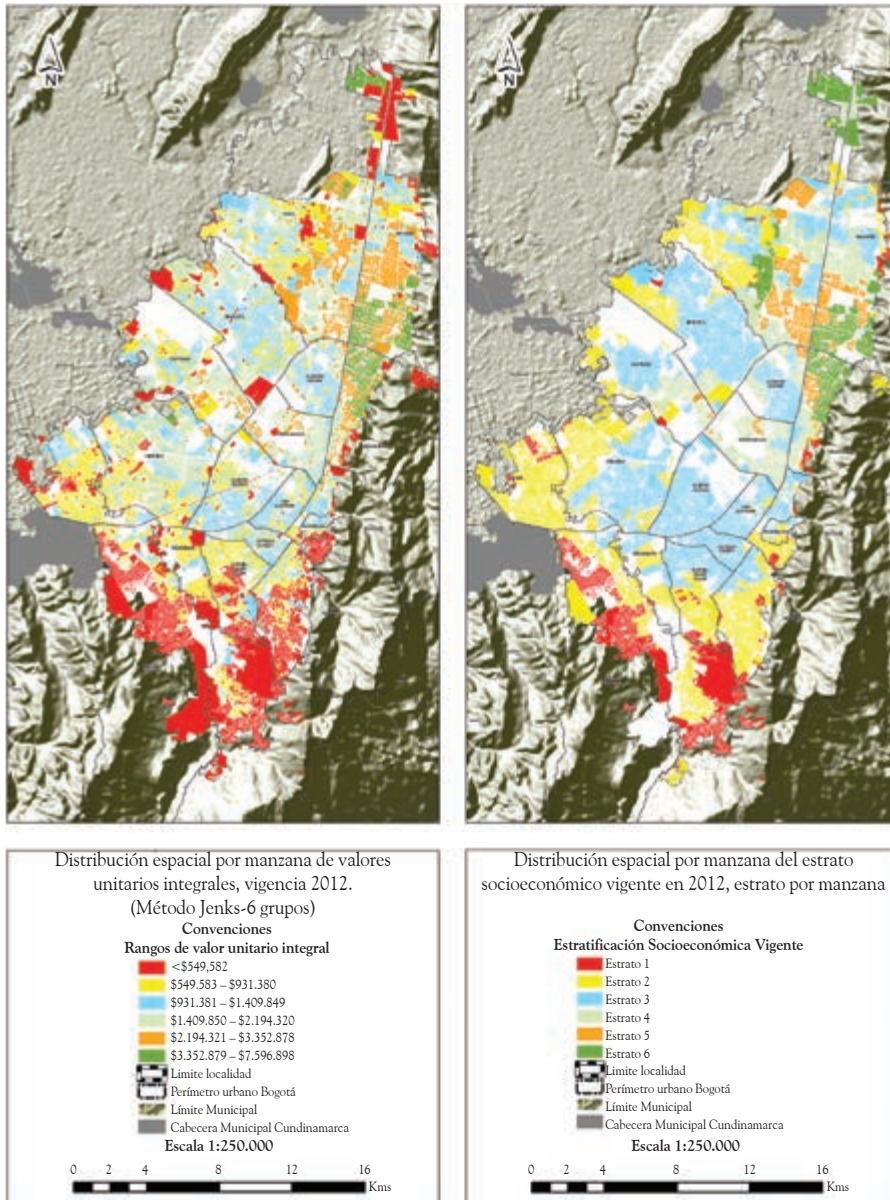 N
N
Distribución espacial por manzana de valores
unitarios integrales, vigencia 2012.
(Método Jenks-6 grupos)
Convenciones
Rangos de valor unitario integral
<$549,582
$549.583 – $931.380
$931.381 – $1.409.849
$1.409.850 – $2.194.320
$2.194.321 – $3.352.878
$3.352.879 – $7.596.898
Limite localidad
Perímetro urbano Bogotá
Límite Municipal
Cabecera Municipal Cundinamarca
Escala 1:250.000
0 2 4 8 12 16
Kms
Distribución espacial por manzana del estrato
socioeconómico vigente en 2012, estrato por manzana
Convenciones
Estratificación Socioeconómica Vigente
Estrato 1
Estrato 2
Estrato 3
Estrato 4
Estrato 5
Estrato 6
Limite localidad
Perímetro urbano Bogotá
Límite Municipal
Cabecera Municipal Cundinamarca
Escala 1:250.000
0 2 4 8 12 16
Kms